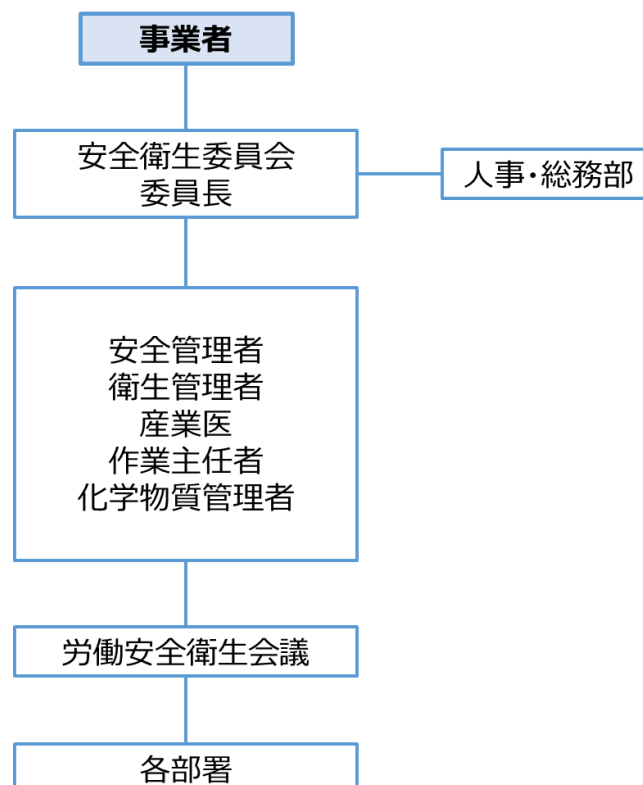 事業者
安全衛生委員会
委員長
人事・総務部
安全管理者
衛生管理者
産業医
作業主任者
化学物質管理者
労働安全衛生会議
各部署